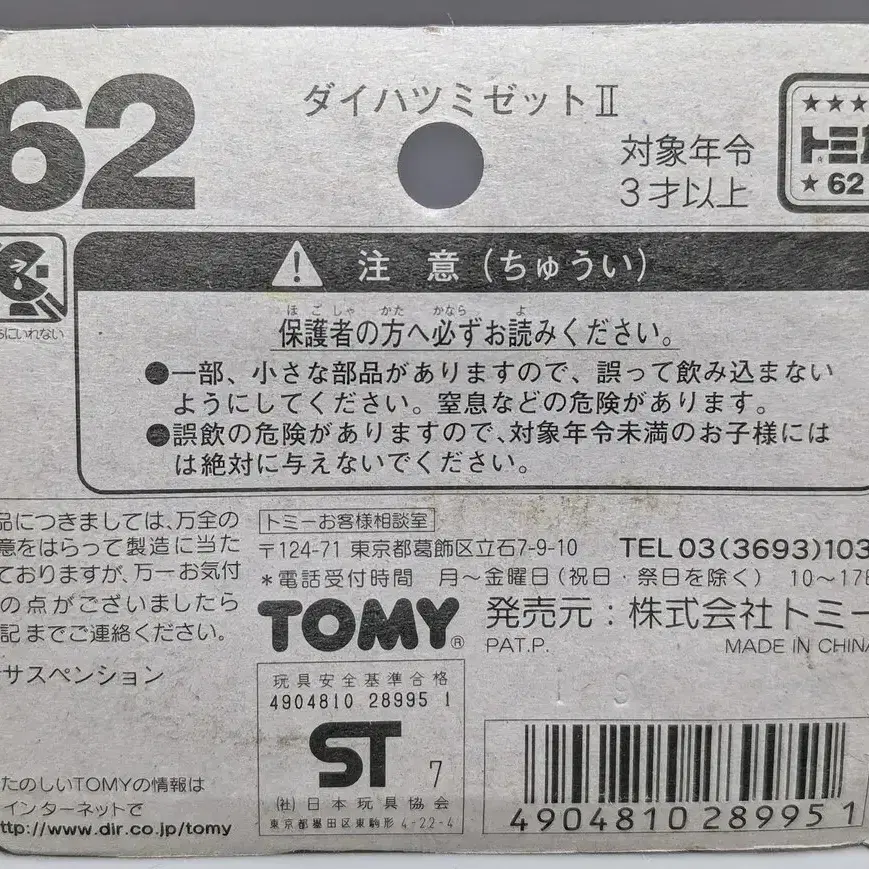 62
ダイハツミゼットⅡ
対象年令
3才以上
★★★
トミカ
★62
ちにいれない
注 意（ちゅうい）
ほごしゃ かた かなら よ
保護者の方へ必ずお読みください。
●一部、小さな部品がありますので、誤って飲み込まない
ようにしてください。窒息などの危険があります。
●誤飲の危険がありますので、対象年令未満のお子様には
は絶対に与えないでください。
品につきましては、万全の
意をはらって製造に当た
ておりますが、万一お気付
の点がございましたら
記までご連絡ください。
サスペンション
トミーお客様相談室
〒124-71 東京都葛飾区立石7-9-10 TEL 03(3693)103
*電話受付時間 月〜金曜日(祝日・祭日を除く) 10〜17
TOMY® 発売元：株式会社トミー
PAT.P. MADE IN CHINA
玩具安全基準合格
4904810 28995 1
ST 7
(社)日本玩具協会
東京都墨田区東駒形 4-22-4
たのしいTOMYの情報は
インターネットで
ttp://www.dir.co.jp/tomy
4904810 28995 1